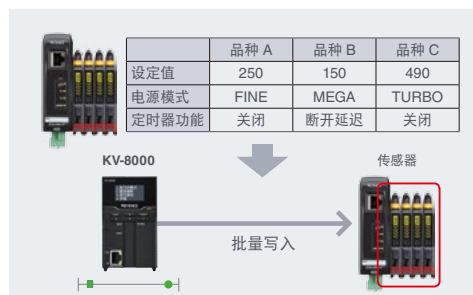 品种 A 品种 B 品种 C
设定值 250 150 490
电源模式 FINE MEGA TURBO
定时器功能 关闭 断开延迟 关闭
KV-8000
传感器
KEYENCE
批量写入